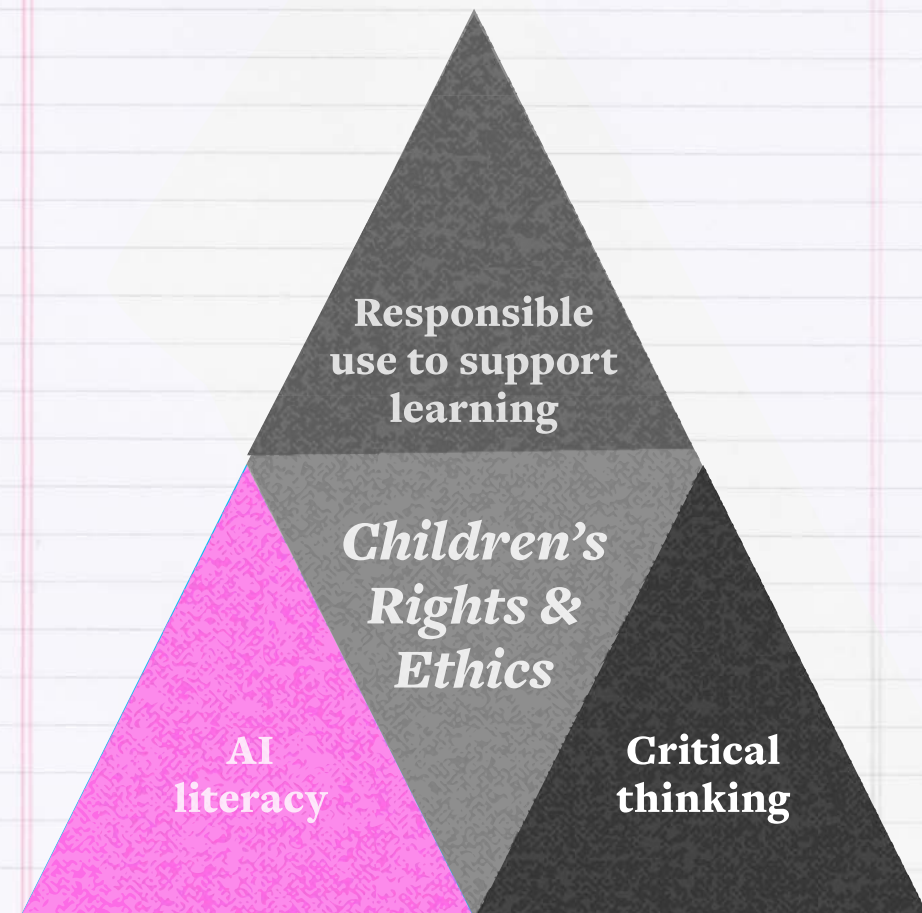 Responsible
use to support
learning
Children’s
Rights &
Ethics
AI
literacy
Critical
thinking